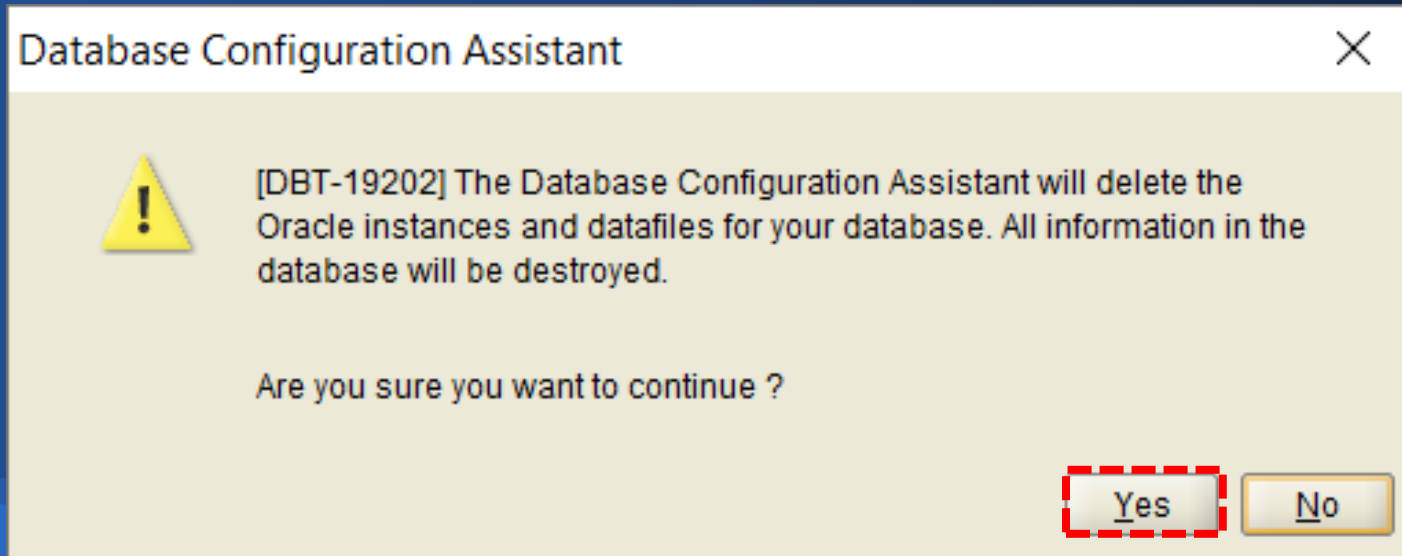 Database Configuration Assistant
[DBT-19202] The Database Configuration Assistant will delete the
Oracle instances and datafiles for your database. All information in the
database will be destroyed.
Are you sure you want to continue ?
Yes No